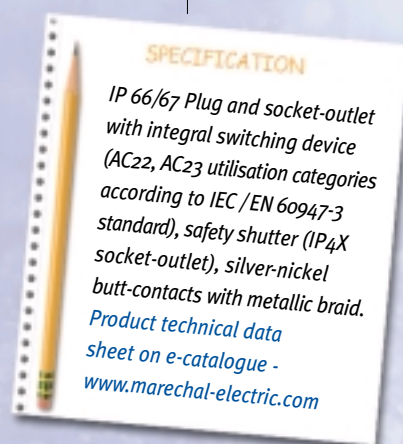 SPECIFICATION
IP 66/67 Plug and socket-outlet
with integral switching device
(AC22, AC23 utilisation categories
according to IEC / EN 60947-3
standard), safety shutter (IP4X
socket-outlet), silver-nickel
butt-contacts with metallic braid.
Product technical data
sheet on e-catalogue -
www.marechal-electric.com